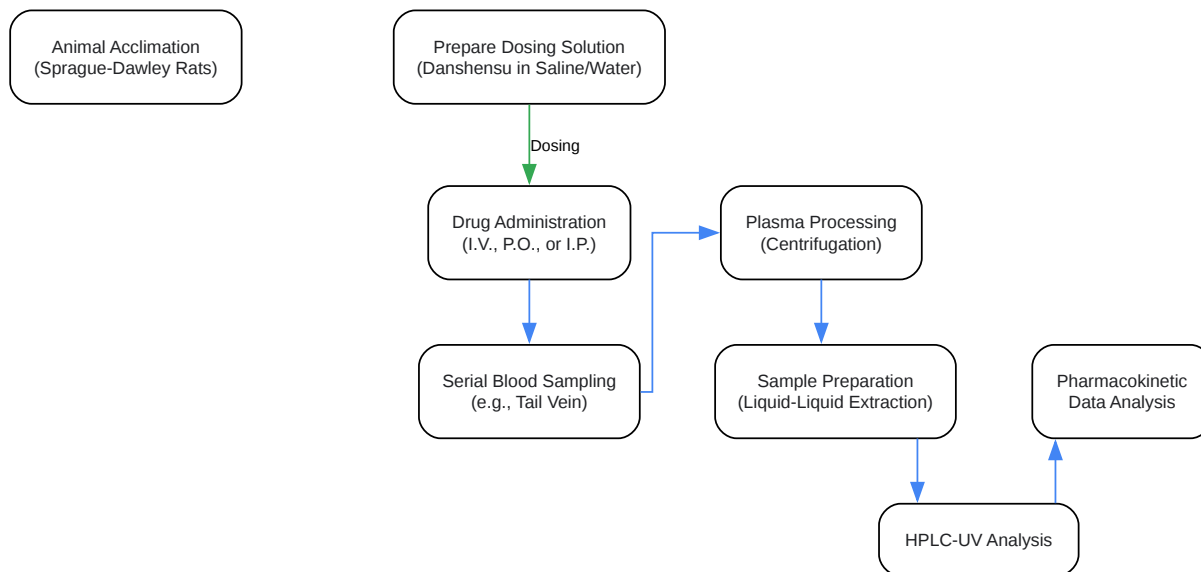 Animal Acclimation
(Sprague-Dawley Rats)
Prepare Dosing Solution
(Danshensu in Saline/Water)
Dosing
Drug Administration
(I.V., P.O., or I.P.)
Plasma Processing
(Centrifugation)
Serial Blood Sampling
(e.g., Tail Vein)
Sample Preparation
(Liquid-Liquid Extraction)
Pharmacokinetic
Data Analysis
HPLC-UV Analysis